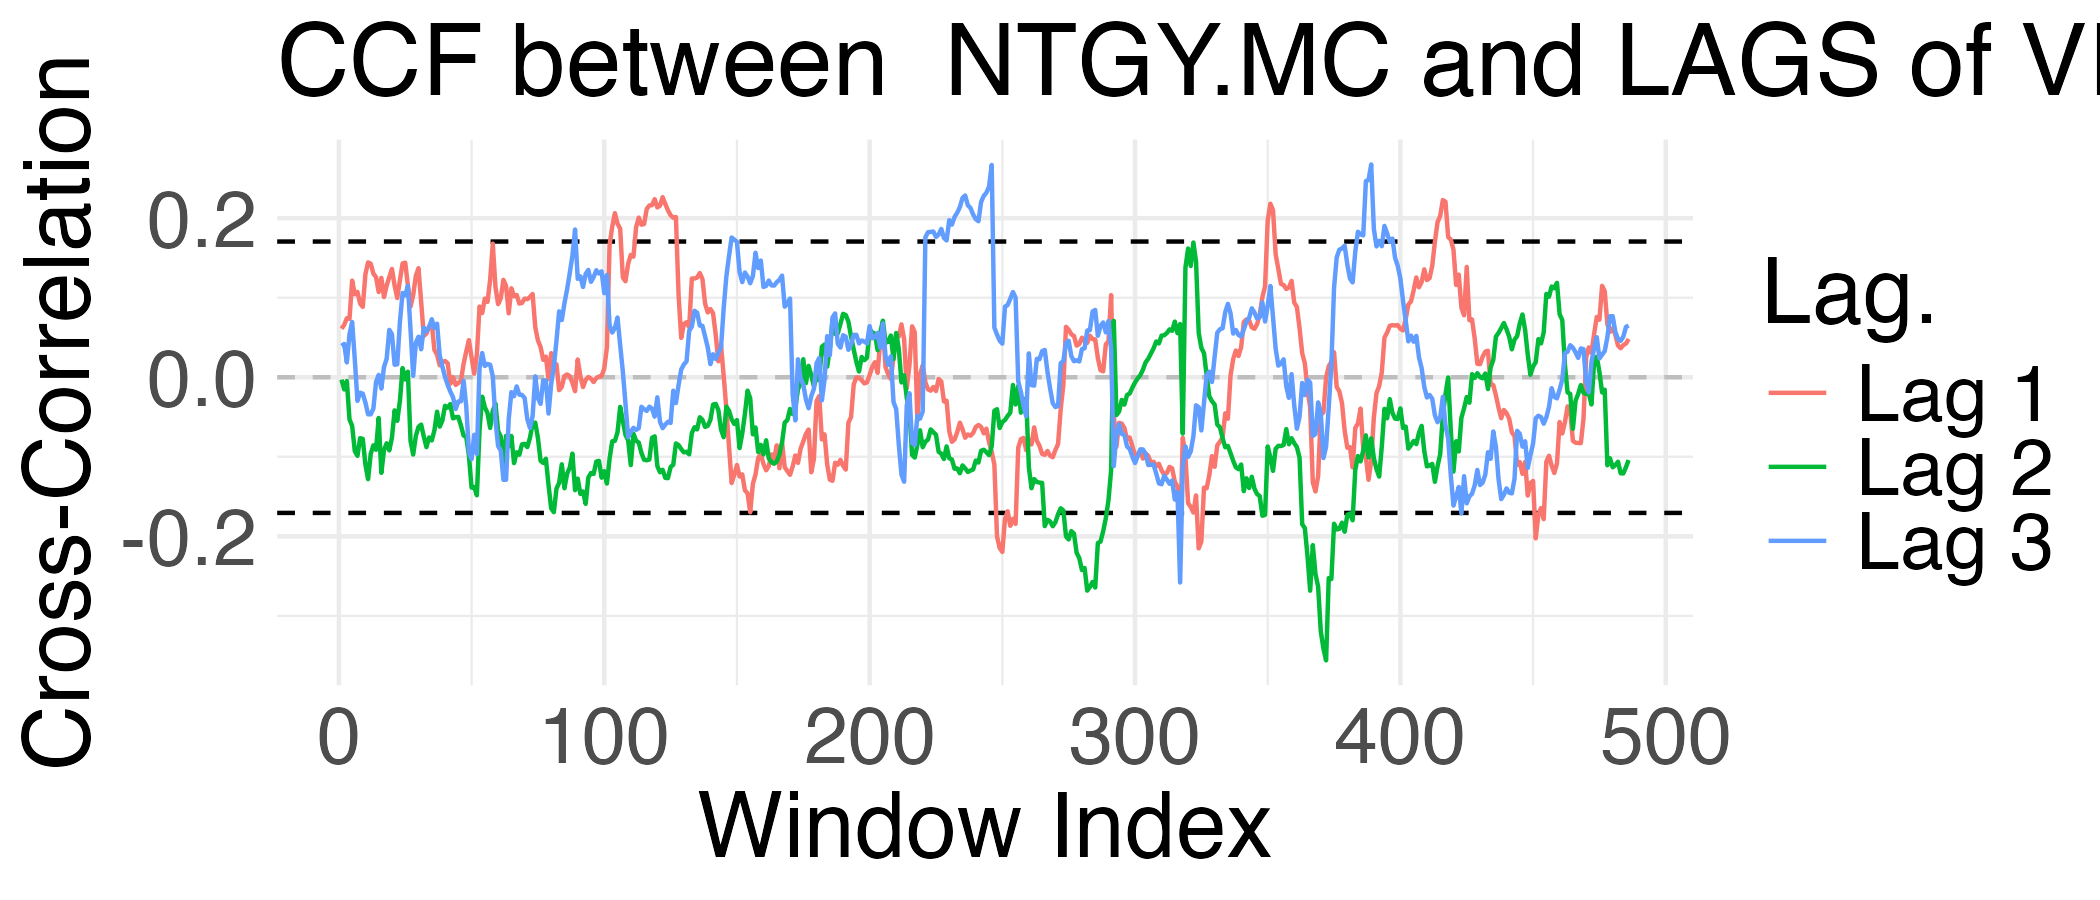 CCF between NTGY.MC and LAGS of
Cross-Correlation
0.2
0.0
-0.2
0
100
200
300
400
500
Window Index
Lag.
Lag 1
Lag 2
Lag 3